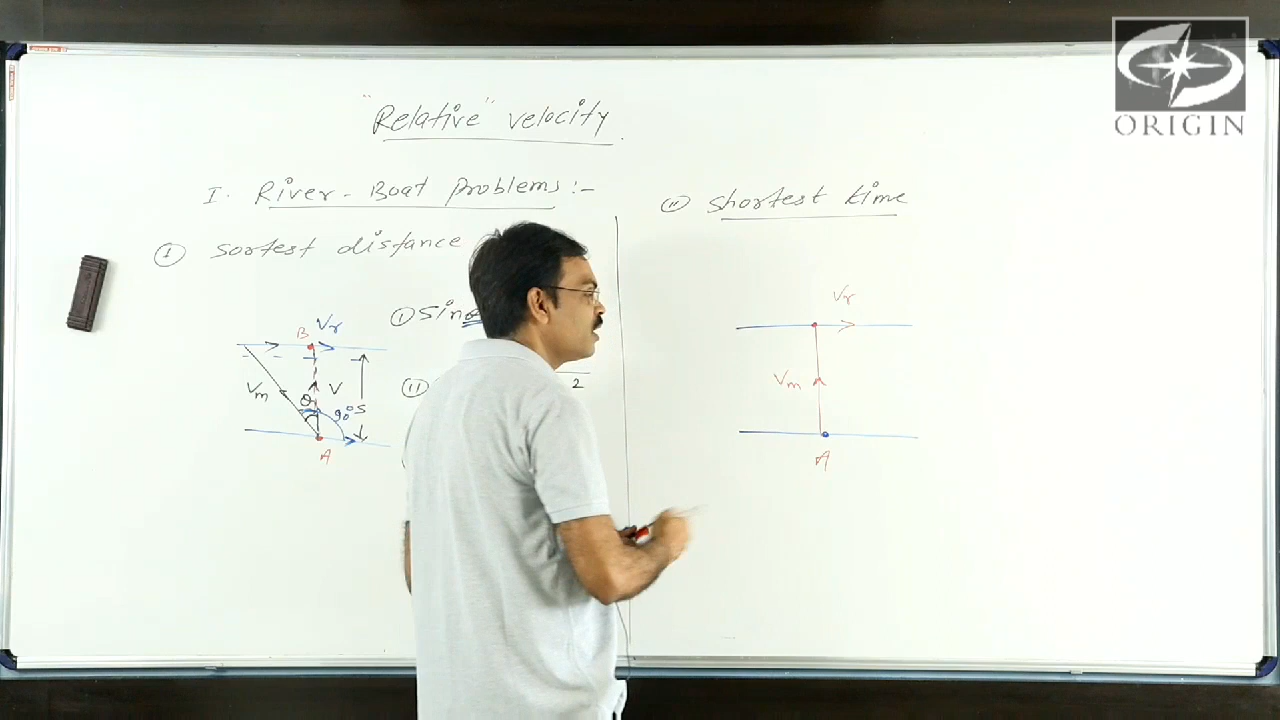 "Relative" velocity
I. River-Boat problems :-
I sortest distance
II shortest time
I sin
B Vr
Vm θ V 90° S
A
II 2
Vr
Vm
A
ORIGIN